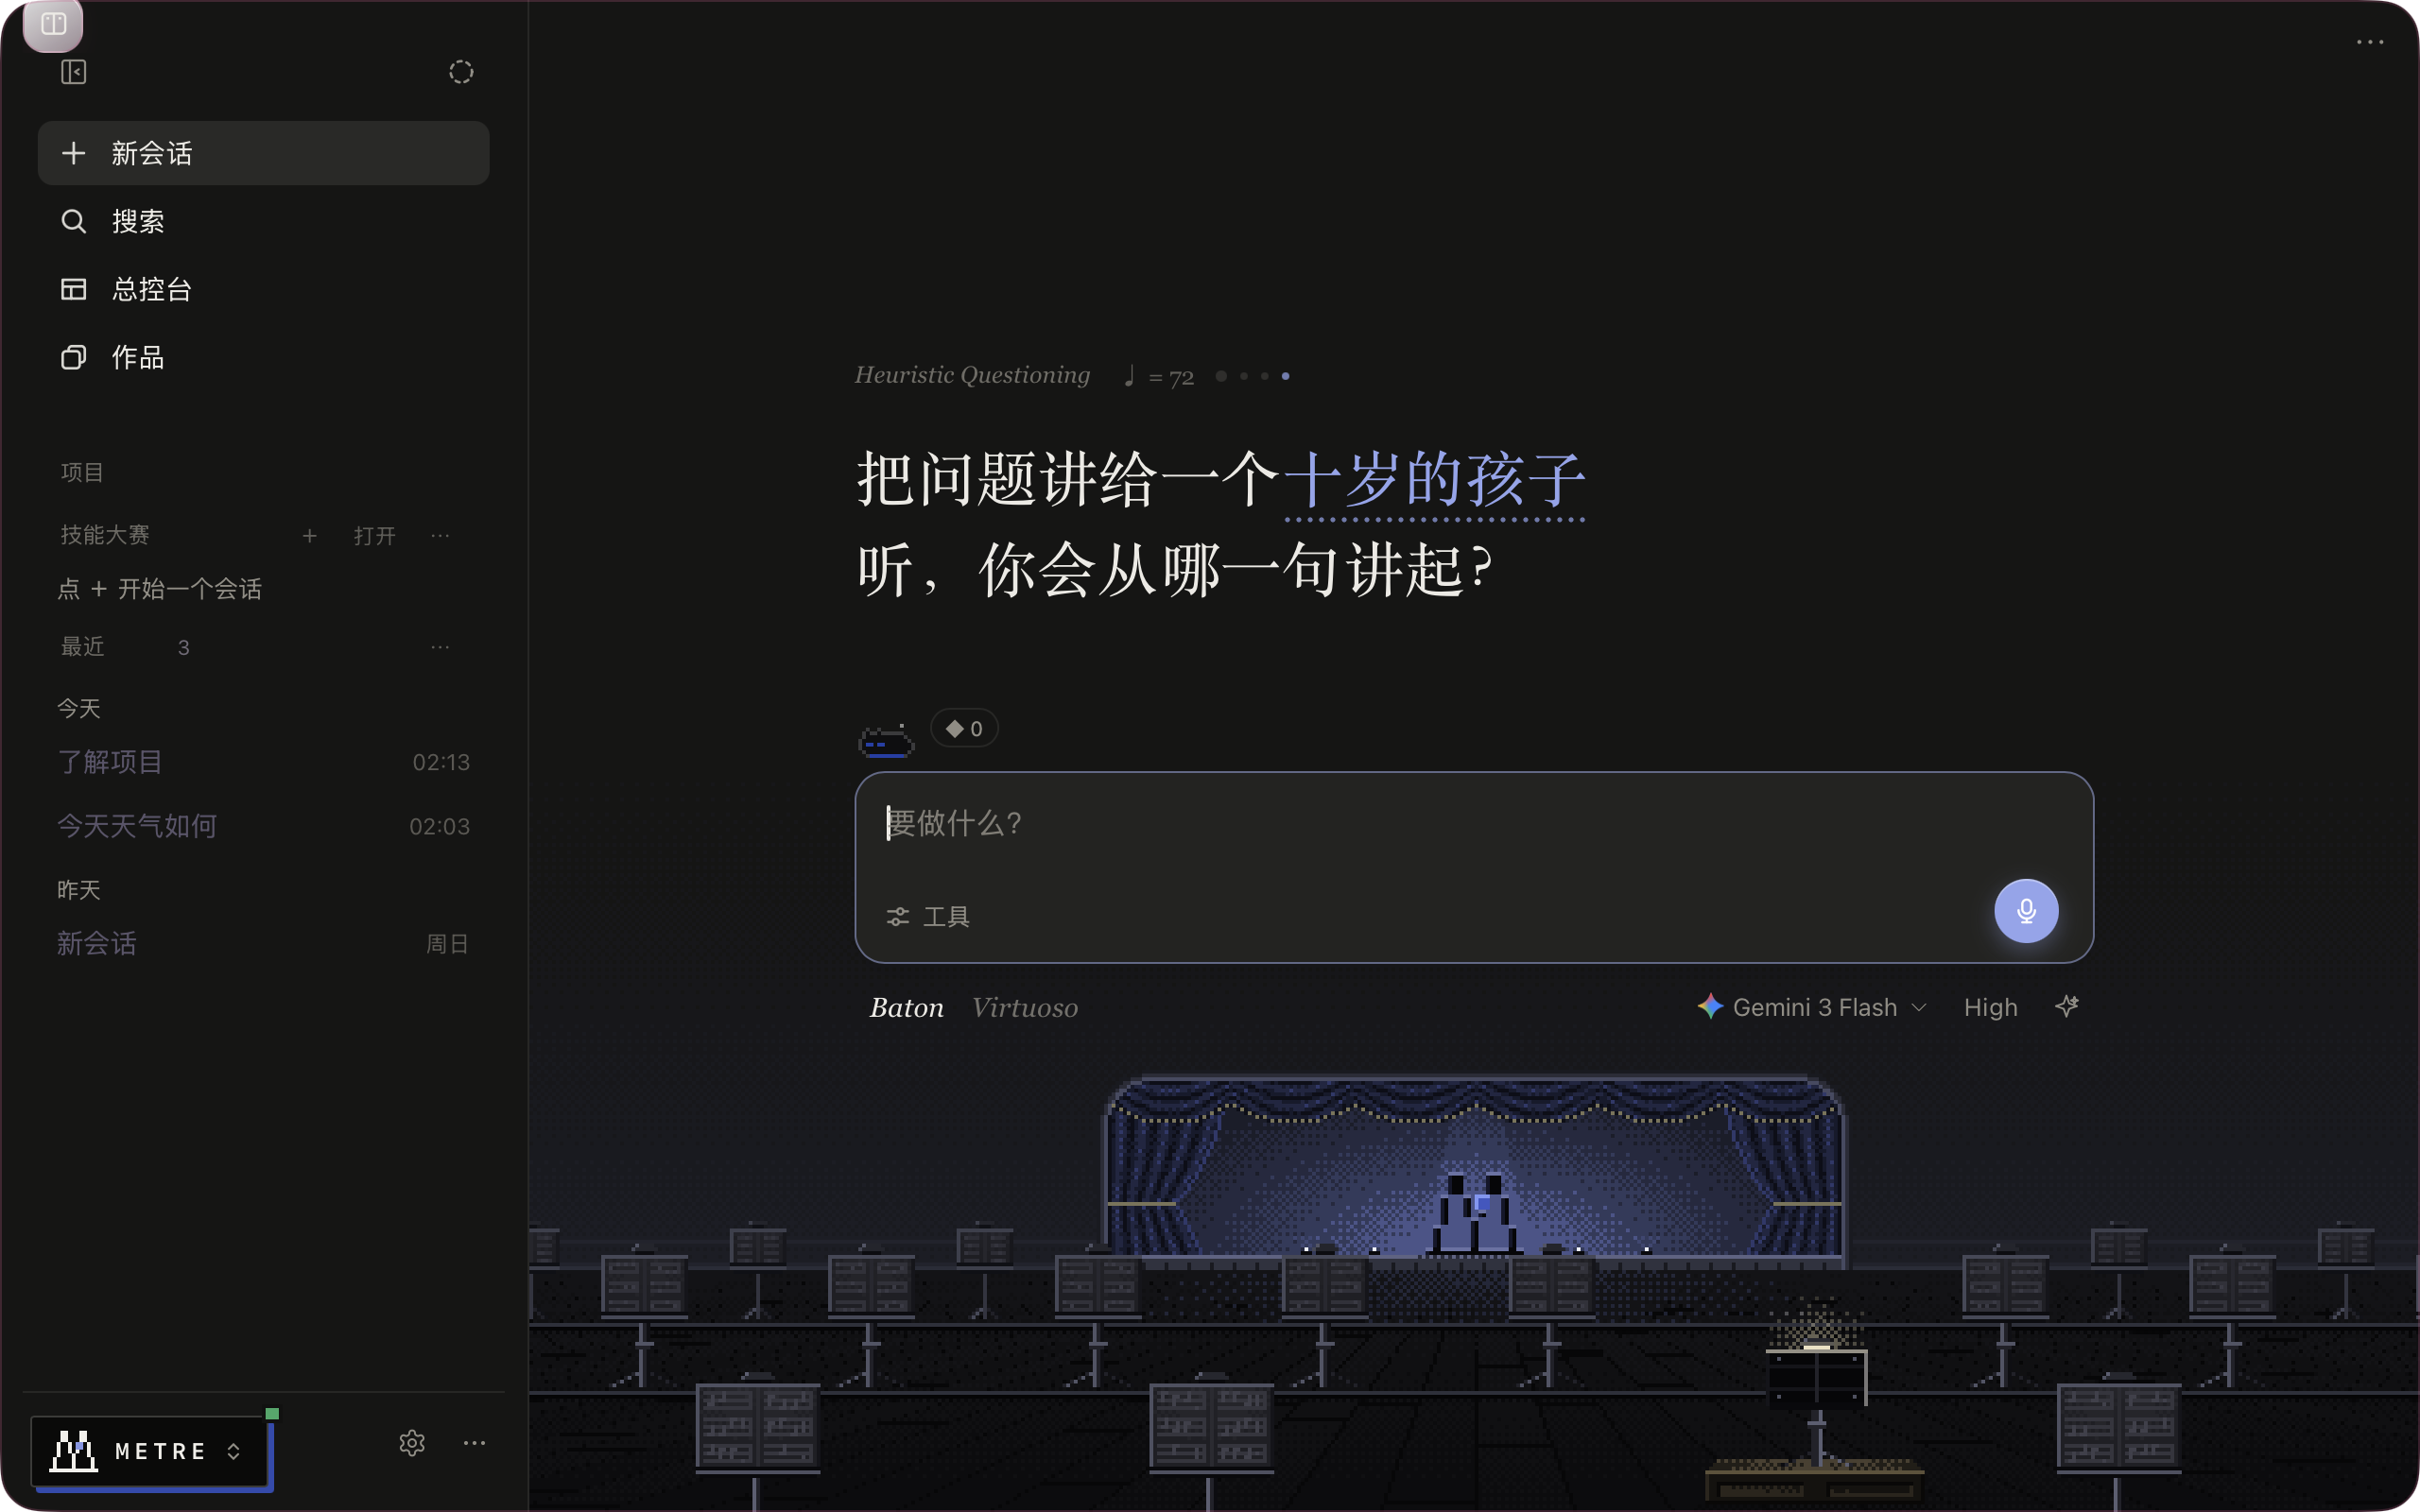 新会话
搜索
总控台
作品
项目
技能大赛 + 打开 ···
点 + 开始一个会话
最近 3 ···
今天
了解项目 02:13
今天天气如何 02:03
昨天
新会话 周日
METRE
Heuristic Questioning ♩ = 72
把问题讲给一个十岁的孩子
听，你会从哪一句讲起？
◆ 0
要做什么？
工具
Baton Virtuoso
Gemini 3 Flash High